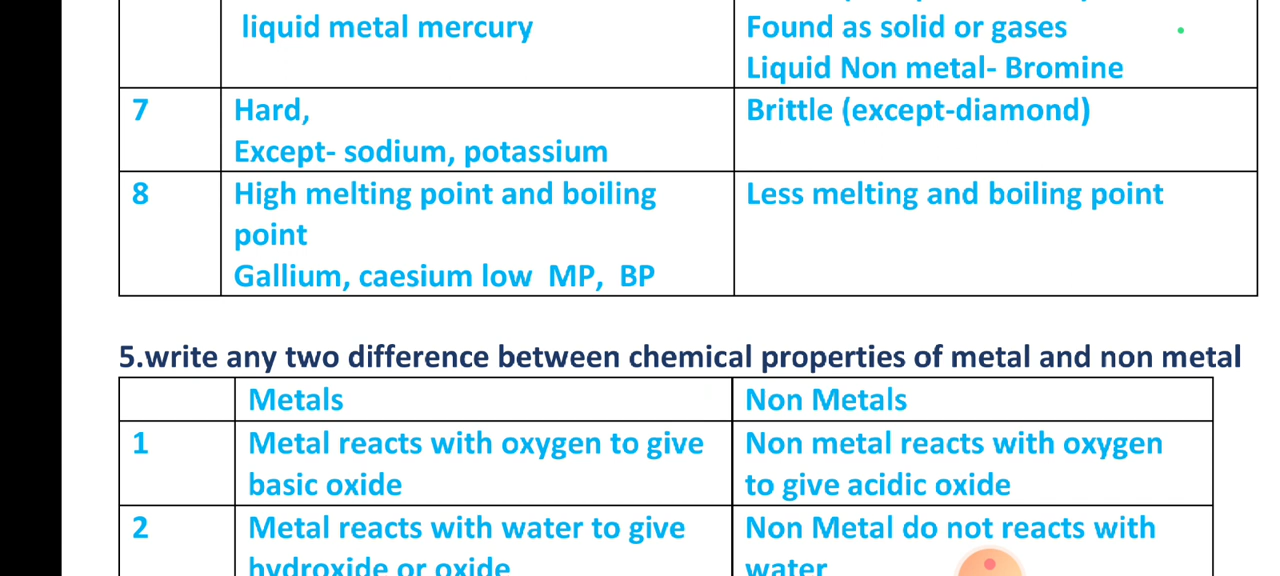 liquid metal mercury
Found as solid or gases
Liquid Non metal- Bromine
7
Hard,
Except- sodium, potassium
Brittle (except-diamond)
8
High melting point and boiling
point
Gallium, caesium low MP, BP
Less melting and boiling point
5.write any two difference between chemical properties of metal and non metal
Metals
Non Metals
1
Metal reacts with oxygen to give
basic oxide
Non metal reacts with oxygen
to give acidic oxide
2
Metal reacts with water to give
hydroxide or oxide
Non Metal do not reacts with
water